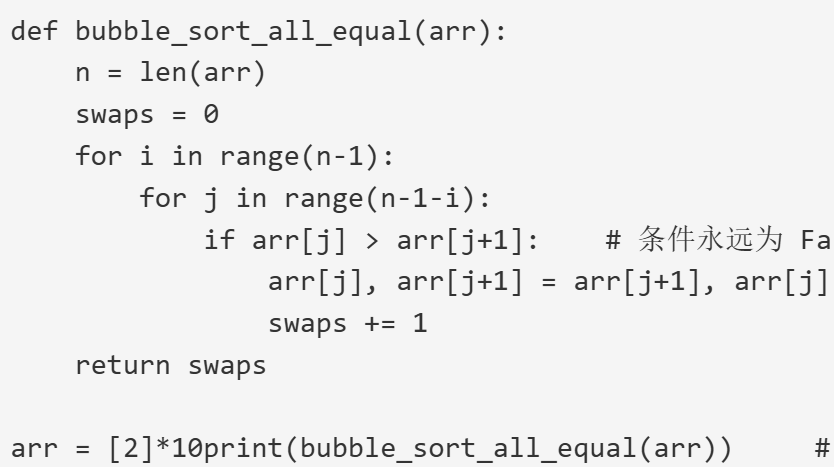 def bubble_sort_all_equal(arr):
    n = len(arr)
    swaps = 0
    for i in range(n-1):
        for j in range(n-1-i):
            if arr[j] > arr[j+1]:    # 条件永远为 Fa
                arr[j], arr[j+1] = arr[j+1], arr[j]
                swaps += 1
    return swaps

arr = [2]*10print(bubble_sort_all_equal(arr))     #